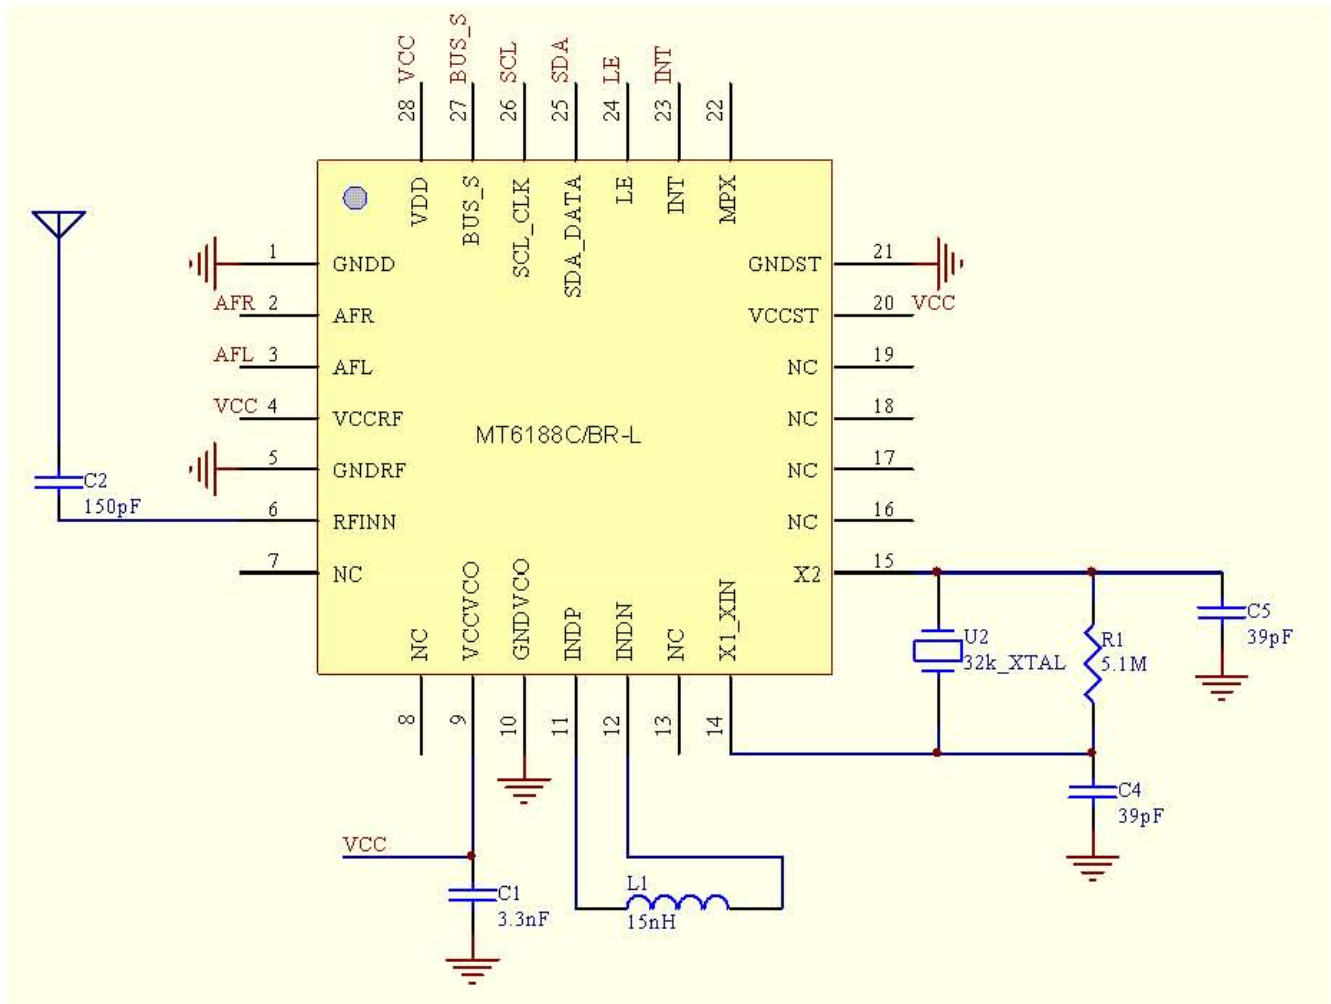 VCC
BUS_S
SCL
SDA
LE
INT
28
27
26
25
24
23
22
VDD
BUS_S
SCL_CLK
SDA_DATA
LE
INT
MPX
1 GNDD
AFR 2 AFR
AFL 3 AFL
VCC 4 VCCRF
5 GNDRF
6 RFINN
7 NC
GNDST 21
VCCST 20 VCC
NC 19
NC 18
NC 17
NC 16
X2 15
MT6188C/BR-L
C2
150pF
NC
VCCVCO
GNDVCO
INDP
INDN
NC
X1_XIN
8
9
10
11
12
13
14
U2
32k_XTAL
R1
5.1M
C5
39pF
C4
39pF
VCC
C1
3.3nF
L1
15nH